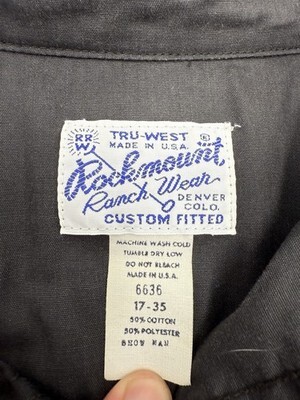 RR
W
TRU-WEST ®
MADE IN U.S.A.
Rockmount
Ranch Wear
DENVER
COLO.
CUSTOM FITTED
MACHINE WASH COLD
TUMBLE DRY LOW
DO NOT BLEACH
MADE IN U.S.A.
6636
17-35
50% COTTON
50% POLYESTER